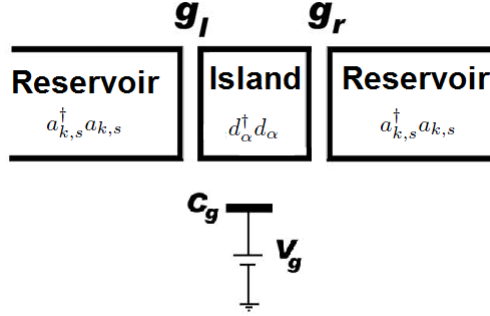 g_l g_r
Reservoir Island Reservoir
a†_{k,s} a_{k,s} d†_α d_α a†_{k,s} a_{k,s}
C_g
V_g